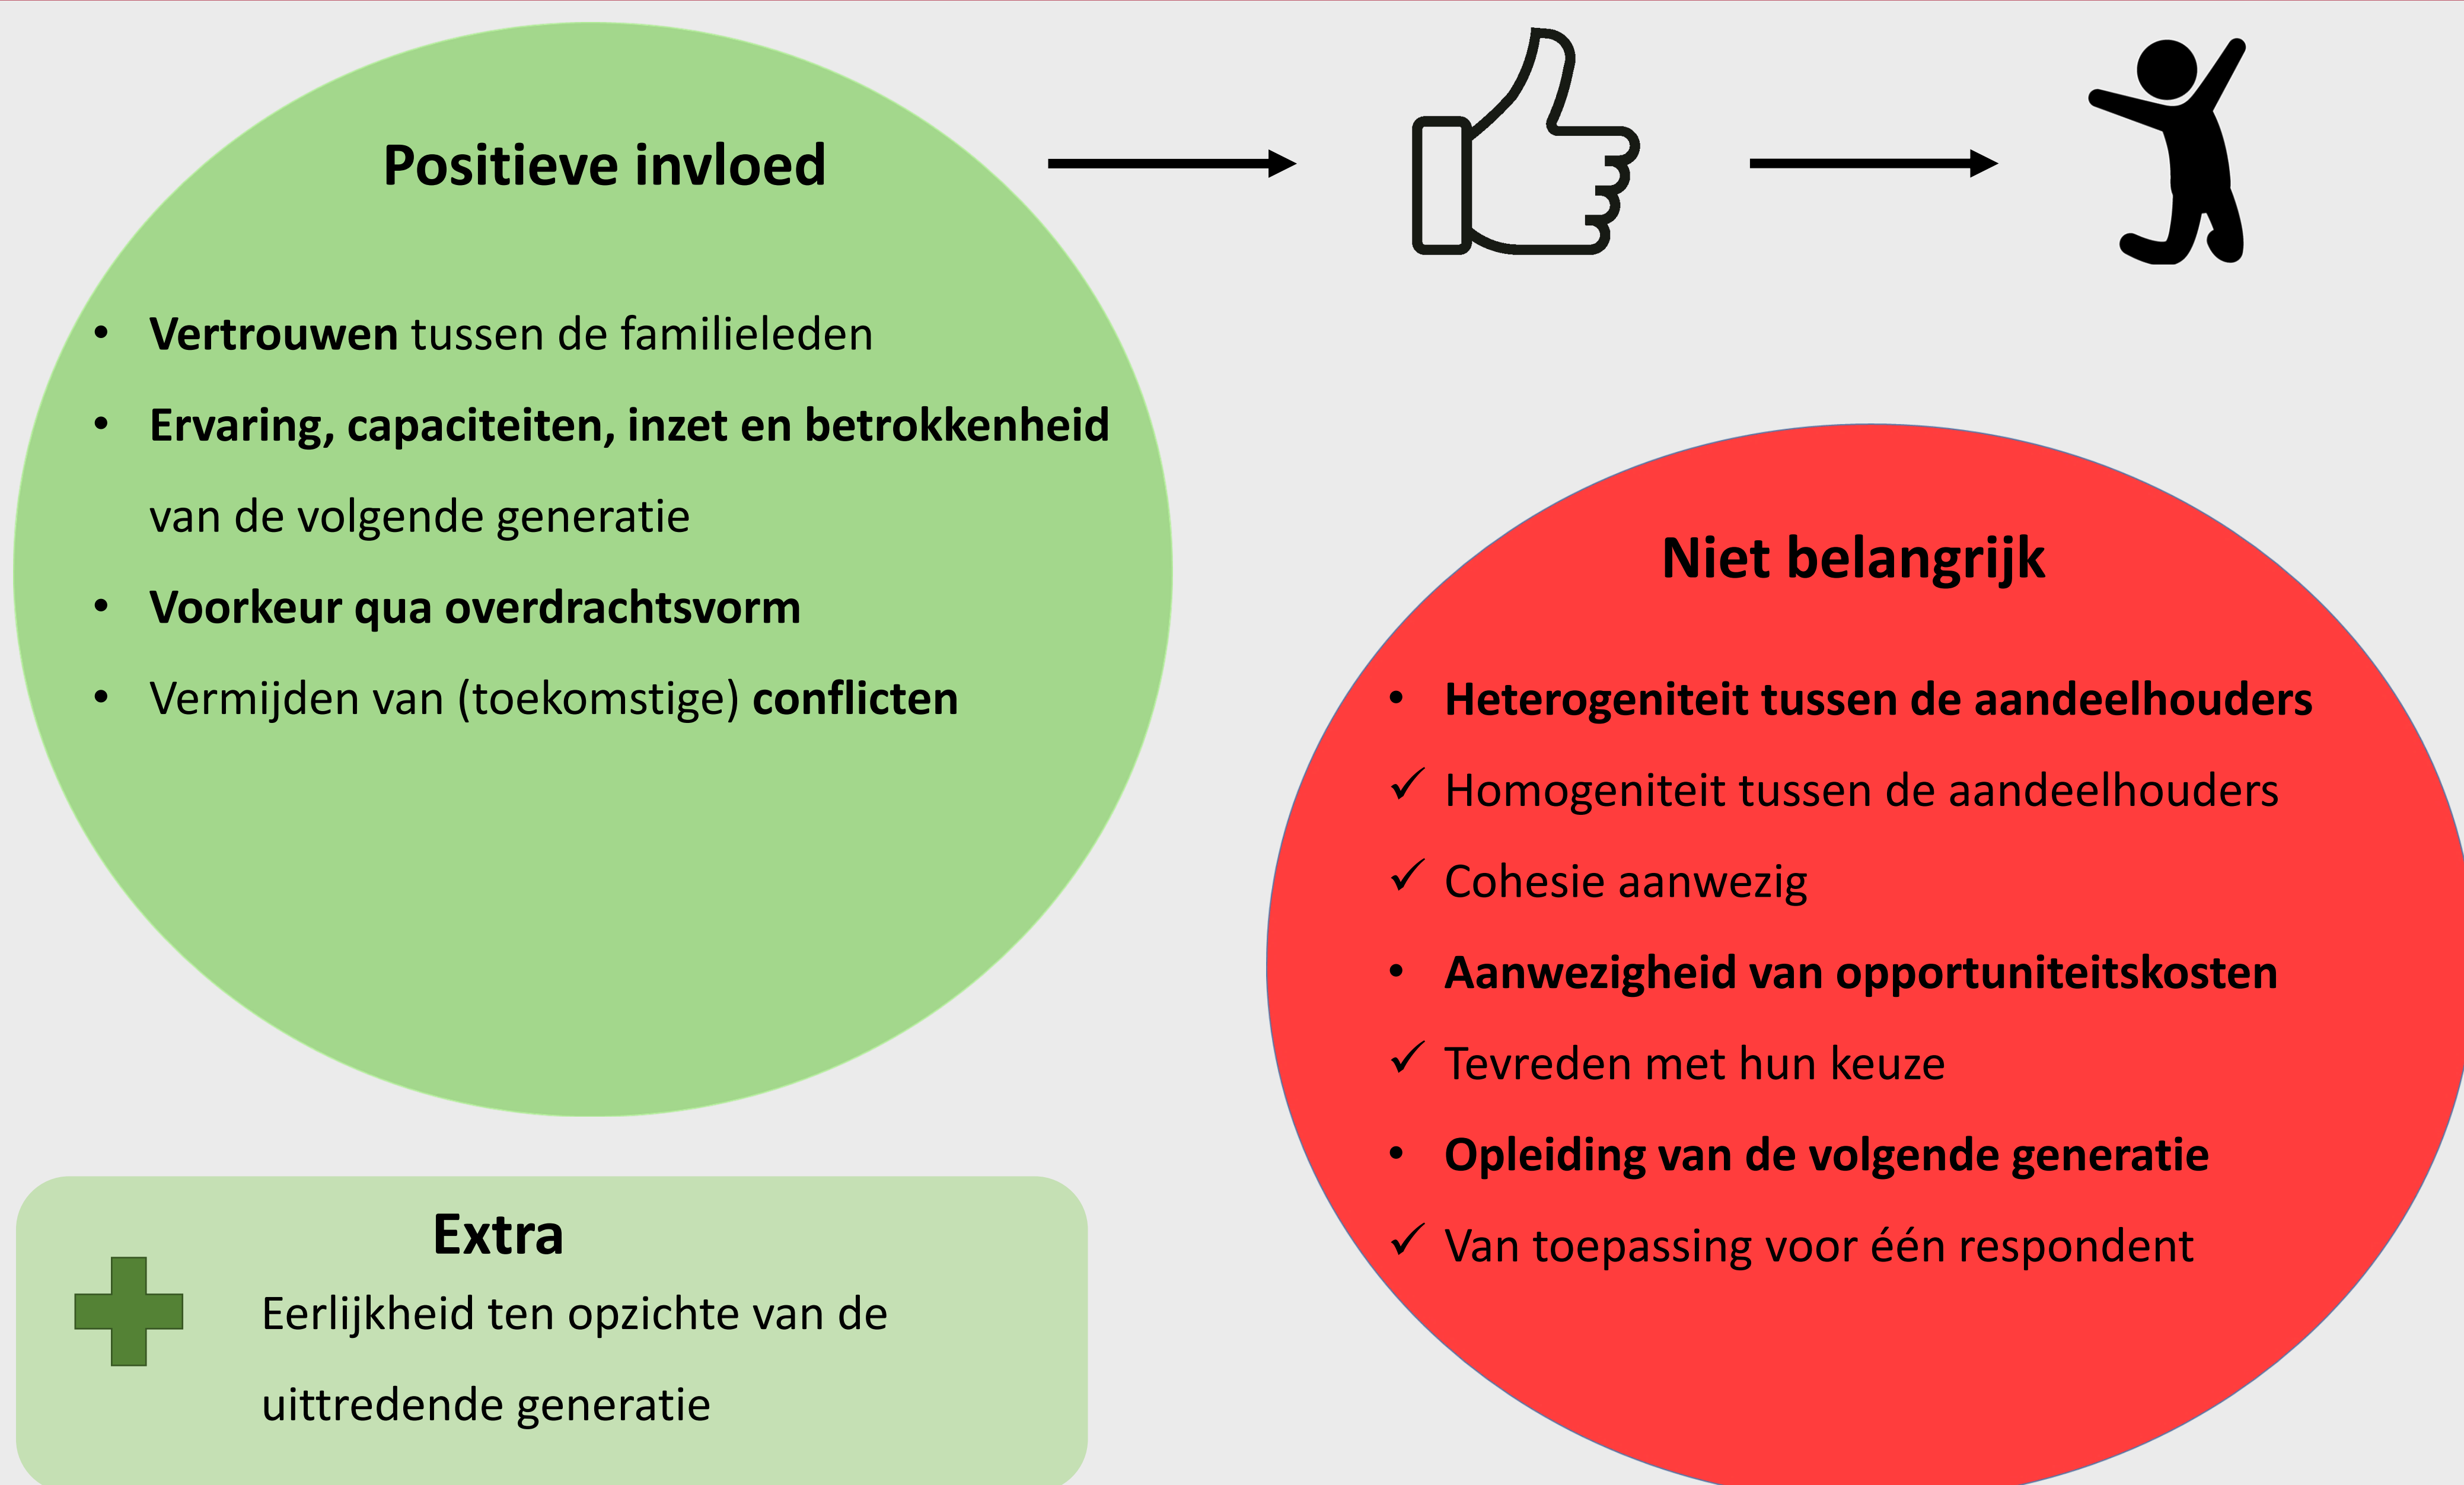 Positieve invloed
• Vertrouwen tussen de familieleden
• Ervaring, capaciteiten, inzet en betrokkenheid
van de volgende generatie
• Voorkeur qua overdrachtsvorm
• Vermijden van (toekomstige) conflicten
Niet belangrijk
• Heterogeniteit tussen de aandeelhouders
✓ Homogeniteit tussen de aandeelhouders
✓ Cohesie aanwezig
• Aanwezigheid van opportuniteitskosten
✓ Tevreden met hun keuze
• Opleiding van de volgende generatie
✓ Van toepassing voor één respondent
Extra
Eerlijkheid ten opzichte van de
uittredende generatie